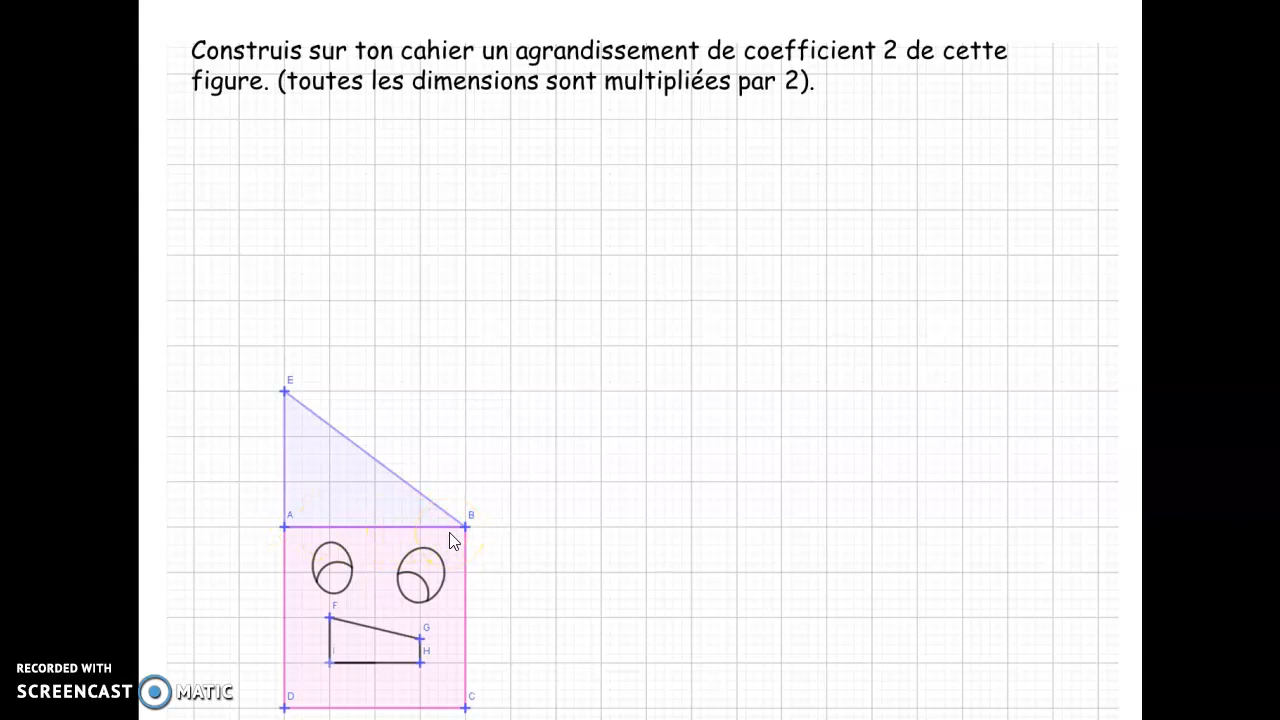 Construis sur ton cahier un agrandissement de coefficient 2 de cette
figure. (toutes les dimensions sont multipliées par 2).
E
A
B
F
G
I
H
D
C
RECORDED WITH
SCREENCAST MATIC